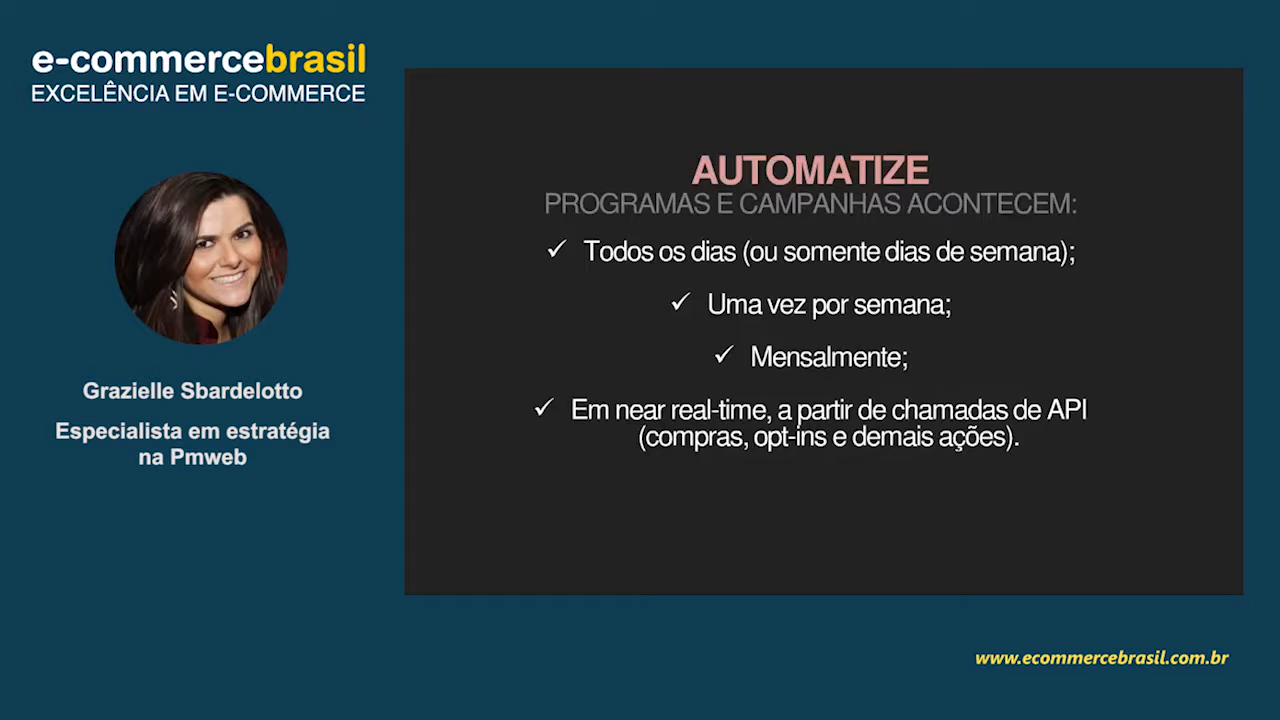 e-commercebrasil
EXCELÊNCIA EM E-COMMERCE
Grazielle Sbardelotto
Especialista em estratégia
na Pmweb
AUTOMATIZE
PROGRAMAS E CAMPANHAS ACONTECEM:
✓ Todos os dias (ou somente dias de semana);
✓ Uma vez por semana;
✓ Mensalmente;
✓ Em near real-time, a partir de chamadas de API
(compras, opt-ins e demais ações).
www.ecommercebrasil.com.br